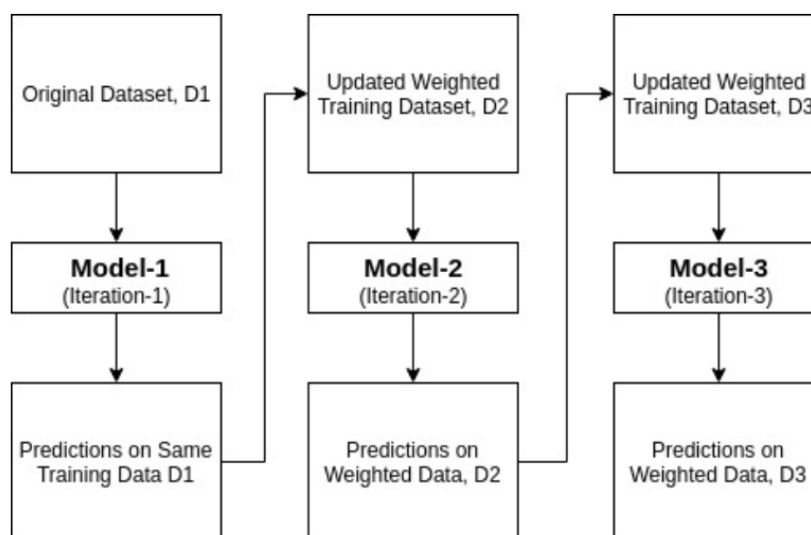 Original Dataset, D1
Updated Weighted
Training Dataset, D2
Updated Weighted
Training Dataset, D3
Model-1
(Iteration-1)
Model-2
(Iteration-2)
Model-3
(Iteration-3)
Predictions on Same
Training Data D1
Predictions on
Weighted Data, D2
Predictions on
Weighted Data, D3